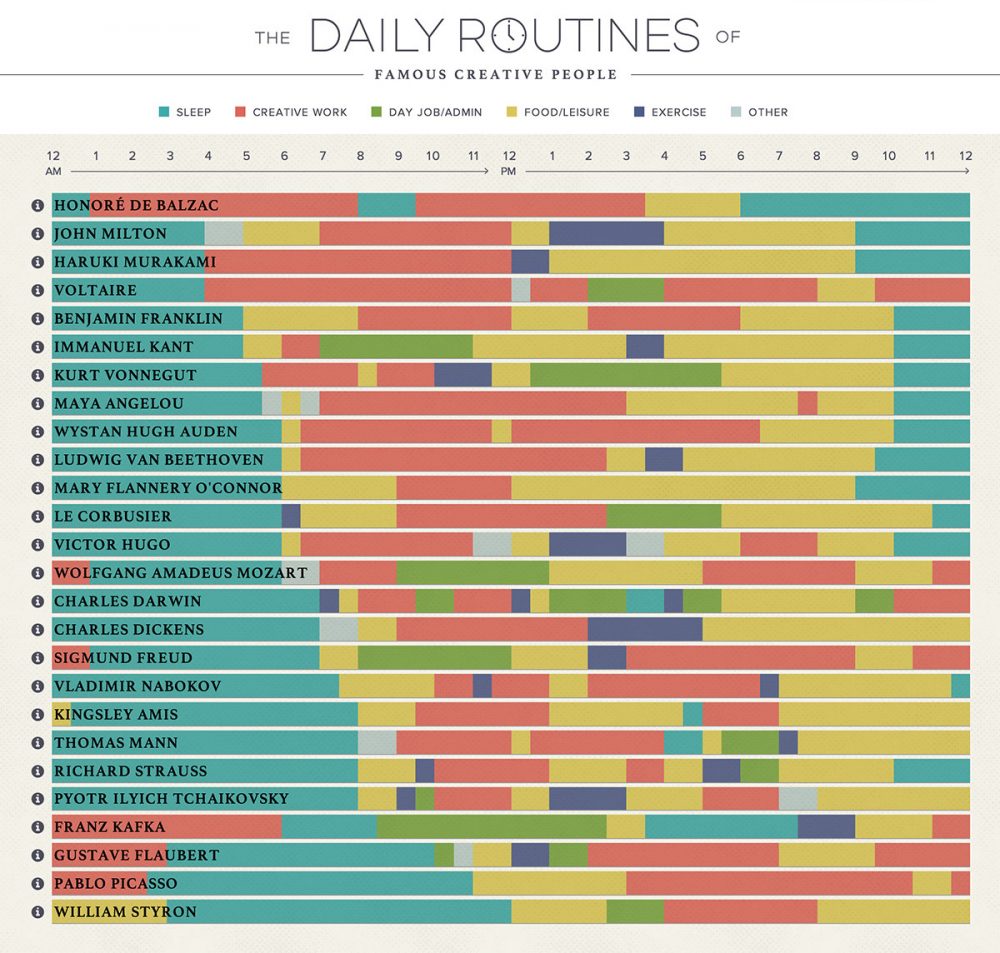 THE DAILY ROUTINES OF
FAMOUS CREATIVE PEOPLE
SLEEP CREATIVE WORK DAY JOB/ADMIN FOOD/LEISURE EXERCISE OTHER
12 1 2 3 4 5 6 7 8 9 10 11 12 1 2 3 4 5 6 7 8 9 10 11 12
AM PM
HONORÉ DE BALZAC
JOHN MILTON
HARUKI MURAKAMI
VOLTAIRE
BENJAMIN FRANKLIN
IMMANUEL KANT
KURT VONNEGUT
MAYA ANGELOU
WYSTAN HUGH AUDEN
LUDWIG VAN BEETHOVEN
MARY FLANNERY O'CONNOR
LE CORBUSIER
VICTOR HUGO
WOLFGANG AMADEUS MOZART
CHARLES DARWIN
CHARLES DICKENS
SIGMUND FREUD
VLADIMIR NABOKOV
KINGSLEY AMIS
THOMAS MANN
RICHARD STRAUSS
PYOTR ILYICH TCHAIKOVSKY
FRANZ KAFKA
GUSTAVE FLAUBERT
PABLO PICASSO
WILLIAM STYRON